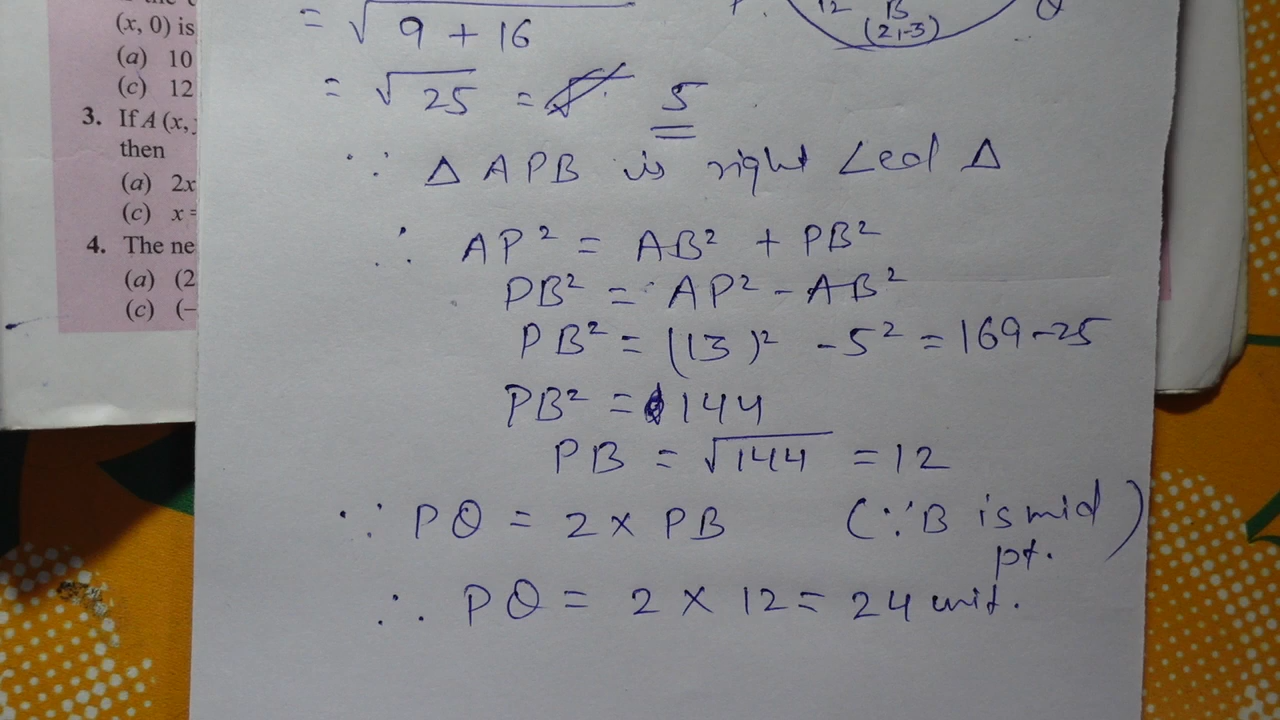 (x, 0) is
(a) 10
(c) 12
3. If A (x,
then
(a) 2x
(c) x =
4. The ne
(a) (2
(c) (–
= √9 + 16
12 B Q
(2,-3)
= √25 = 5
∵ Δ APB is right ∠ed Δ
∴ AP² = AB² + PB²
PB² = AP² - AB²
PB² = (13)² - 5² = 169-25
PB² = 144
PB = √144 = 12
∵ PQ = 2 × PB (∵ B is mid
pt.)
∴ PQ = 2 × 12 = 24 unit.